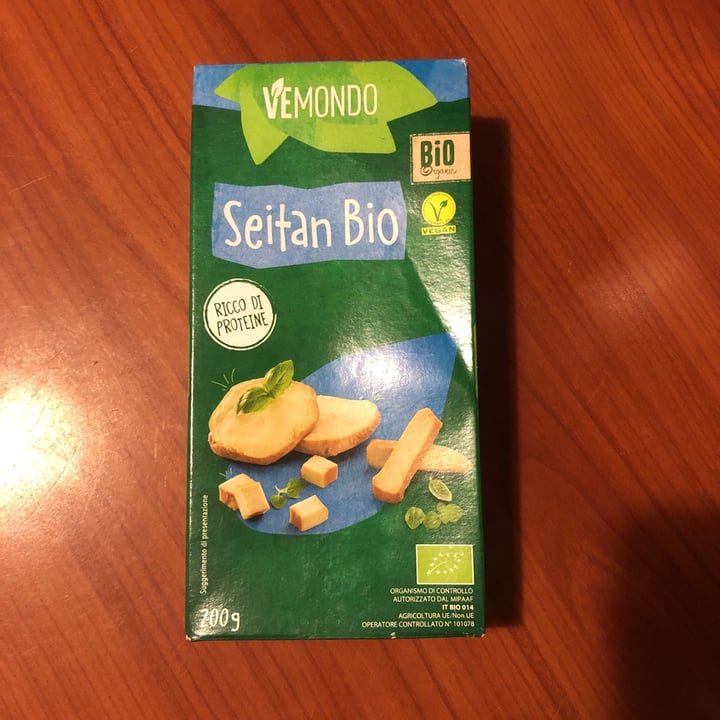 VEMONDO
BiO
Organic
Seitan Bio
VEGAN
RICCO DI
PROTEINE
Suggerimento di presentazione
200g
ORGANISMO DI CONTROLLO
AUTORIZZATO DAL MIPAAF
IT BIO 014
AGRICOLTURA UE/Non UE
OPERATORE CONTROLLATO N° 101078